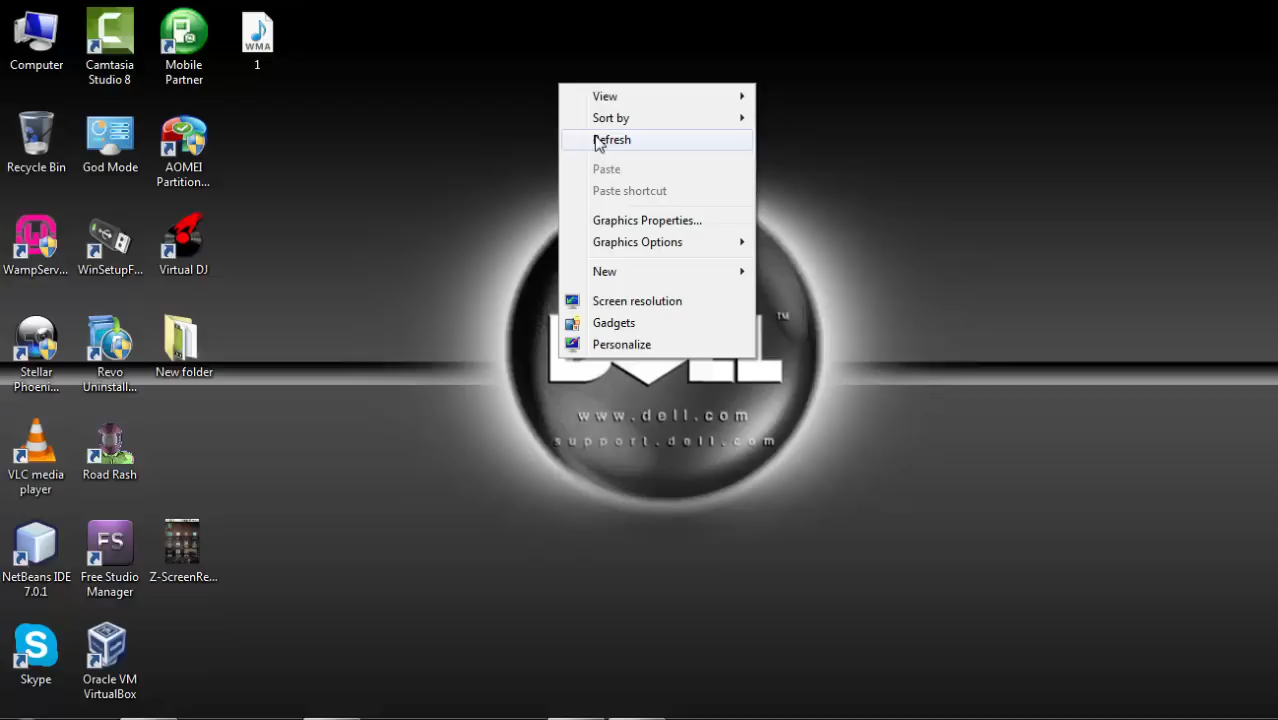 Computer
Camtasia
Studio 8
Mobile
Partner
WMA
1
Recycle Bin
God Mode
AOMEI
Partition...
WampServ...
WinSetupF...
Virtual DJ
Stellar
Phoeni...
Revo
Uninstall...
New folder
VLC media
player
Road Rash
NetBeans IDE
7.0.1
FS
Free Studio
Manager
Z-ScreenRe...
Skype
Oracle VM
VirtualBox
View
Sort by
Refresh
Paste
Paste shortcut
Graphics Properties...
Graphics Options
New
Screen resolution
Gadgets
Personalize
TM
www.dell.com
support.dell.com